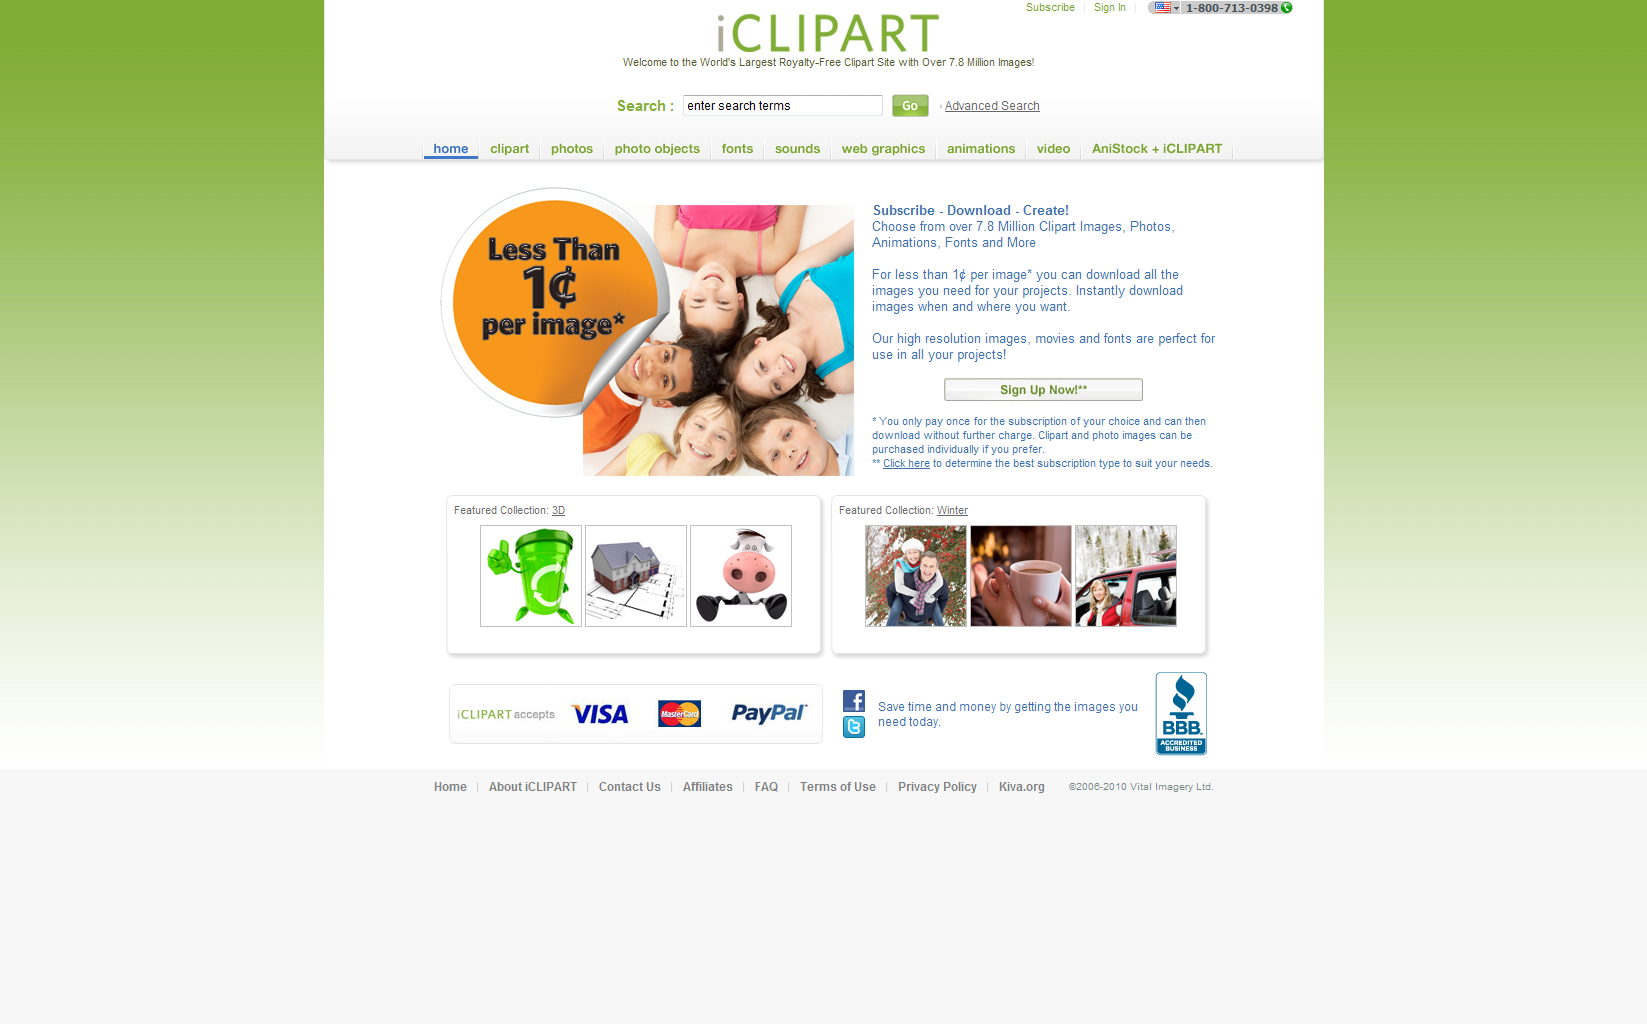 Subscribe
Sign In
1-800-713-0398
iCLIPART
Welcome to the World's Largest Royalty-Free Clipart Site with Over 7.8 Million Images!
Search : enter search terms Go Advanced Search
home clipart photos photo objects fonts sounds web graphics animations video AniStock + iCLIPART
Less Than
1¢
per image*
Subscribe - Download - Create!
Choose from over 7.8 Million Clipart Images, Photos,
Animations, Fonts and More
For less than 1¢ per image* you can download all the
images you need for your projects. Instantly download
images when and where you want.
Our high resolution images, movies and fonts are perfect for
use in all your projects!
Sign Up Now!**
* You only pay once for the subscription of your choice and can then
download without further charge. Clipart and photo images can be
purchased individually if you prefer.
** Click here to determine the best subscription type to suit your needs.
Featured Collection: 3D
Featured Collection: Winter
iCLIPART accepts VISA MasterCard PayPal
Save time and money by getting the images you
need today.
BBB.
ACCREDITED
BUSINESS
Home About iCLIPART Contact Us Affiliates FAQ Terms of Use Privacy Policy Kiva.org ©2006-2010 Vital Imagery Ltd.